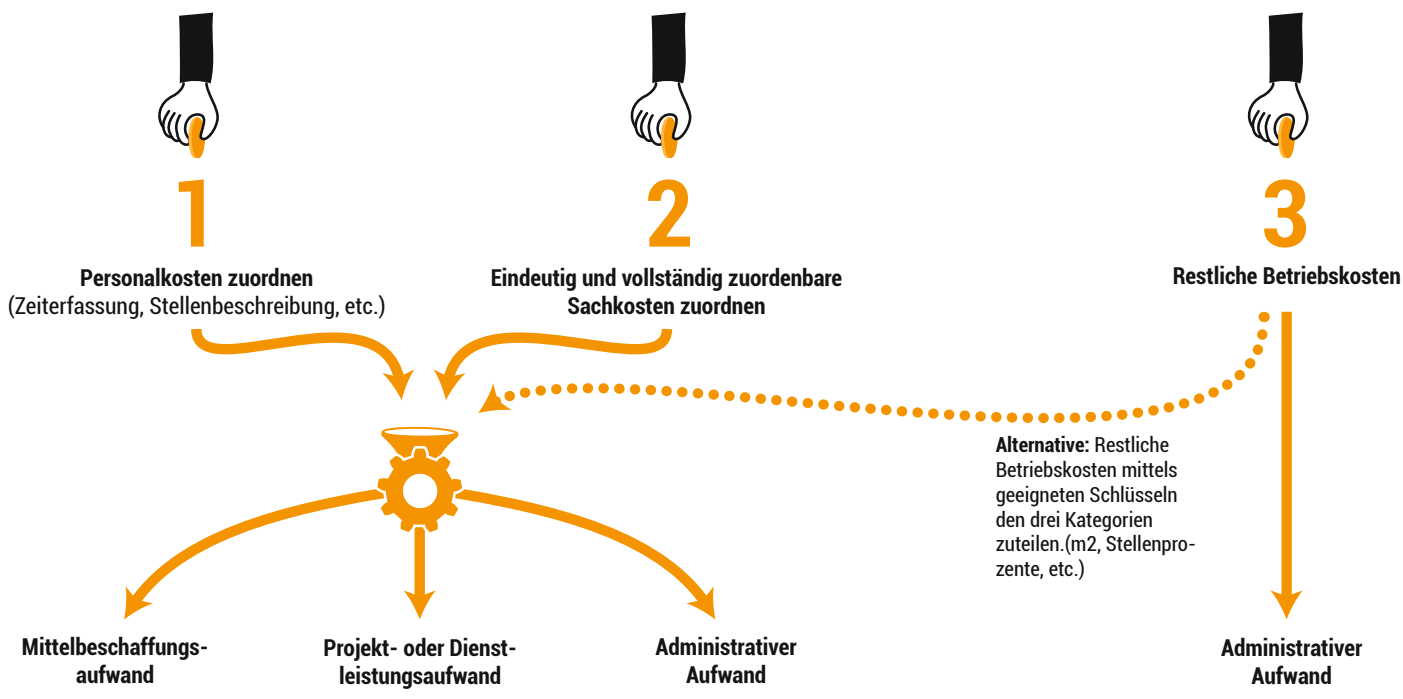 1
Personalkosten zuordnen
(Zeiterfassung, Stellenbeschreibung, etc.)
2
Eindeutig und vollständig zuordenbare
Sachkosten zuordnen
3
Restliche Betriebskosten
Alternative: Restliche
Betriebskosten mittels
geeigneten Schlüsseln
den drei Kategorien
zuteilen.(m2, Stellenpro-
zente, etc.)
Mittelbeschaffungs-
aufwand
Projekt- oder Dienst-
leistungsaufwand
Administrativer
Aufwand
Administrativer
Aufwand